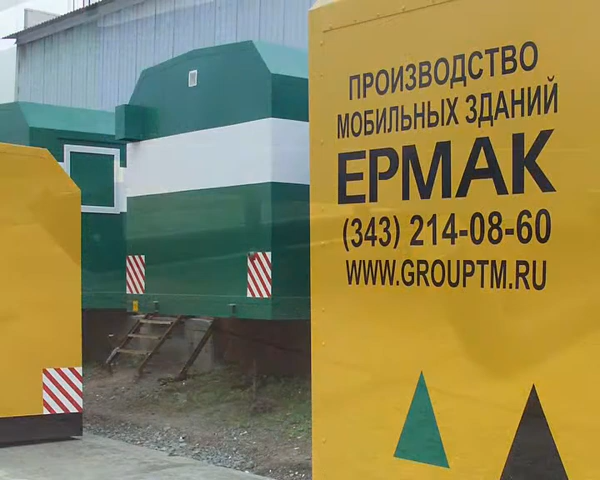 ПРОИЗВОДСТВО
МОБИЛЬНЫХ ЗДАНИЙ
ЕРМАК
(343) 214-08-60
WWW.GROUPTM.RU